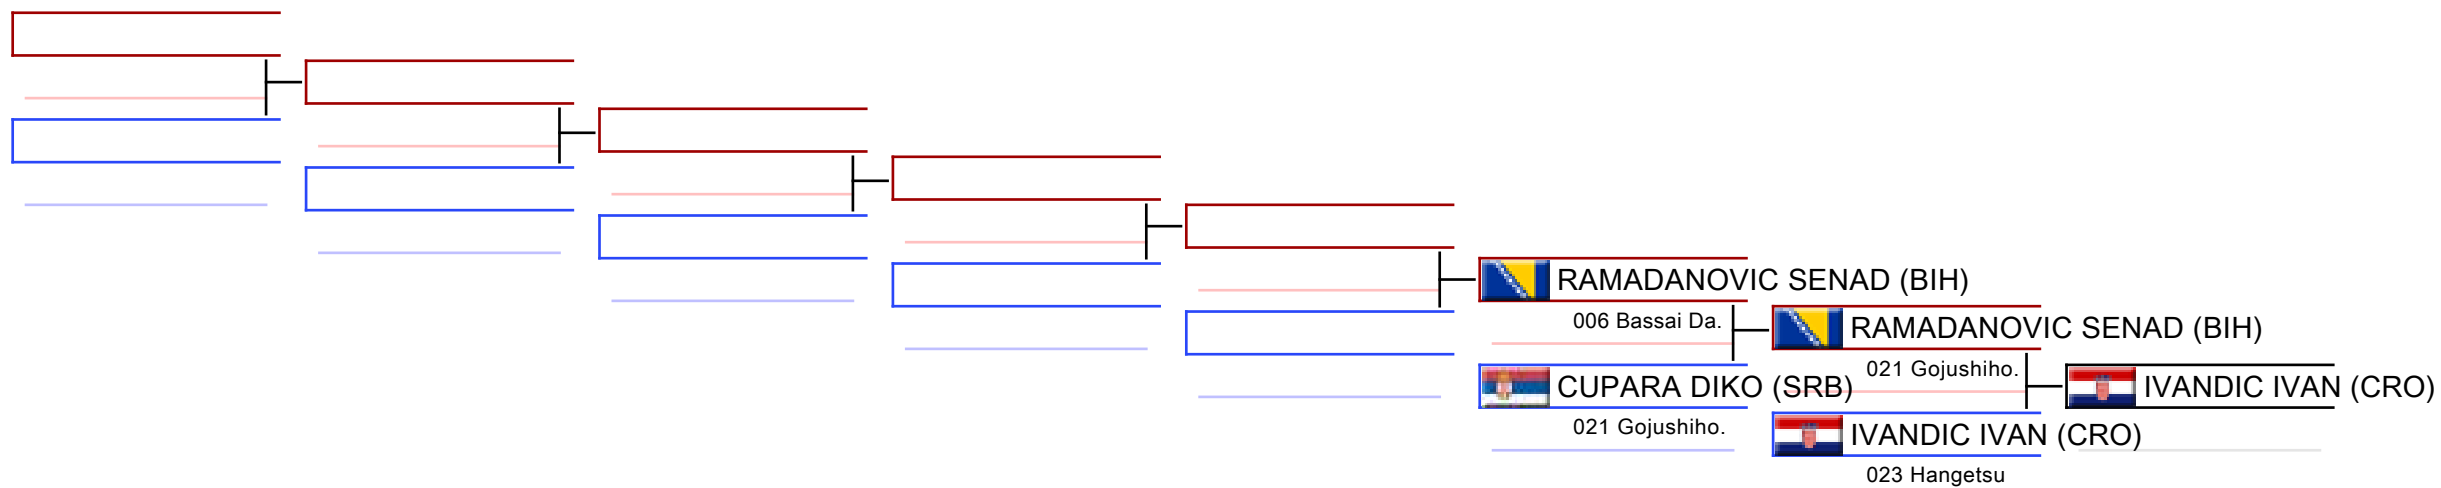 RAMADANOVIC SENAD (BIH)
006 Bassai Da.
CUPARA DIKO (SRB)
021 Gojushiho.
RAMADANOVIC SENAD (BIH)
021 Gojushiho.
IVANDIC IVAN (CRO)
023 Hangetsu
IVANDIC IVAN (CRO)